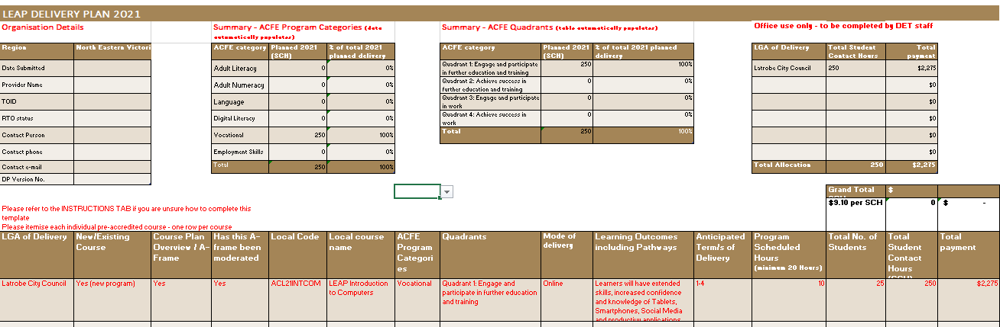 LEAP DELIVERY PLAN 2021
Organisation Details
Summary - ACFE Program Categories (data automatically populates)
Summary - ACFE Quadrants (table automatically populates)
Office use only - to be completed by DET staff
Region North Eastern Victori
Date Submitted
Provider Name
TOID
RTO status
Contact Person
Contact phone
Contact e-mail
DP Version No.
ACFE category Planned 2021 (SCH) % of total 2021 planned delivery
Adult Literacy 0 0%
Adult Numeracy 0 0%
Language 0 0%
Digital Literacy 0 0%
Vocational 250 100%
Employment Skills 0 0%
Total 250 100%
ACFE category Planned 2021 (SCH) % of total 2021 planned delivery
Quadrant 1: Engage and participate in further education and training 250 100%
Quadrant 2: Achieve success in further education and training 0 0%
Quadrant 3: Engage and participate in work 0 0%
Quadrant 4: Achieve success in work 0 0%
Total 250 100%
LGA of Delivery Total Student Contact Hours Total payment
Latrobe City Council 250 $2,275
$0
$0
$0
$0
$0
Total Allocation 250 $2,275
Grand Total $
$9.10 per SCH 0 $ -
Please refer to the INSTRUCTIONS TAB if you are unsure how to complete this
template
Please itemise each individual pre-accredited course - one row per course
LGA of Delivery New/Existing Course Course Plan Overview / A-Frame Has this A-frame been moderated Local Code Local course name ACFE Program Categories Quadrants Mode of delivery Learning Outcomes including Pathways Anticipated Term/s of Delivery Program Scheduled Hours (minimum 20 Hours) Total No. of Students Total Student Contact Hours Total payment
Latrobe City Council Yes (new program) Yes Yes ACL21INTCOM LEAP Introduction to Computers Vocational Quadrant 1: Engage and participate in further education and training Online Learners will have extended skills, increased confidence and knowledge of Tablets, Smartphones, Social Media and productiuv applications 1-4 10 25 250 $2,275